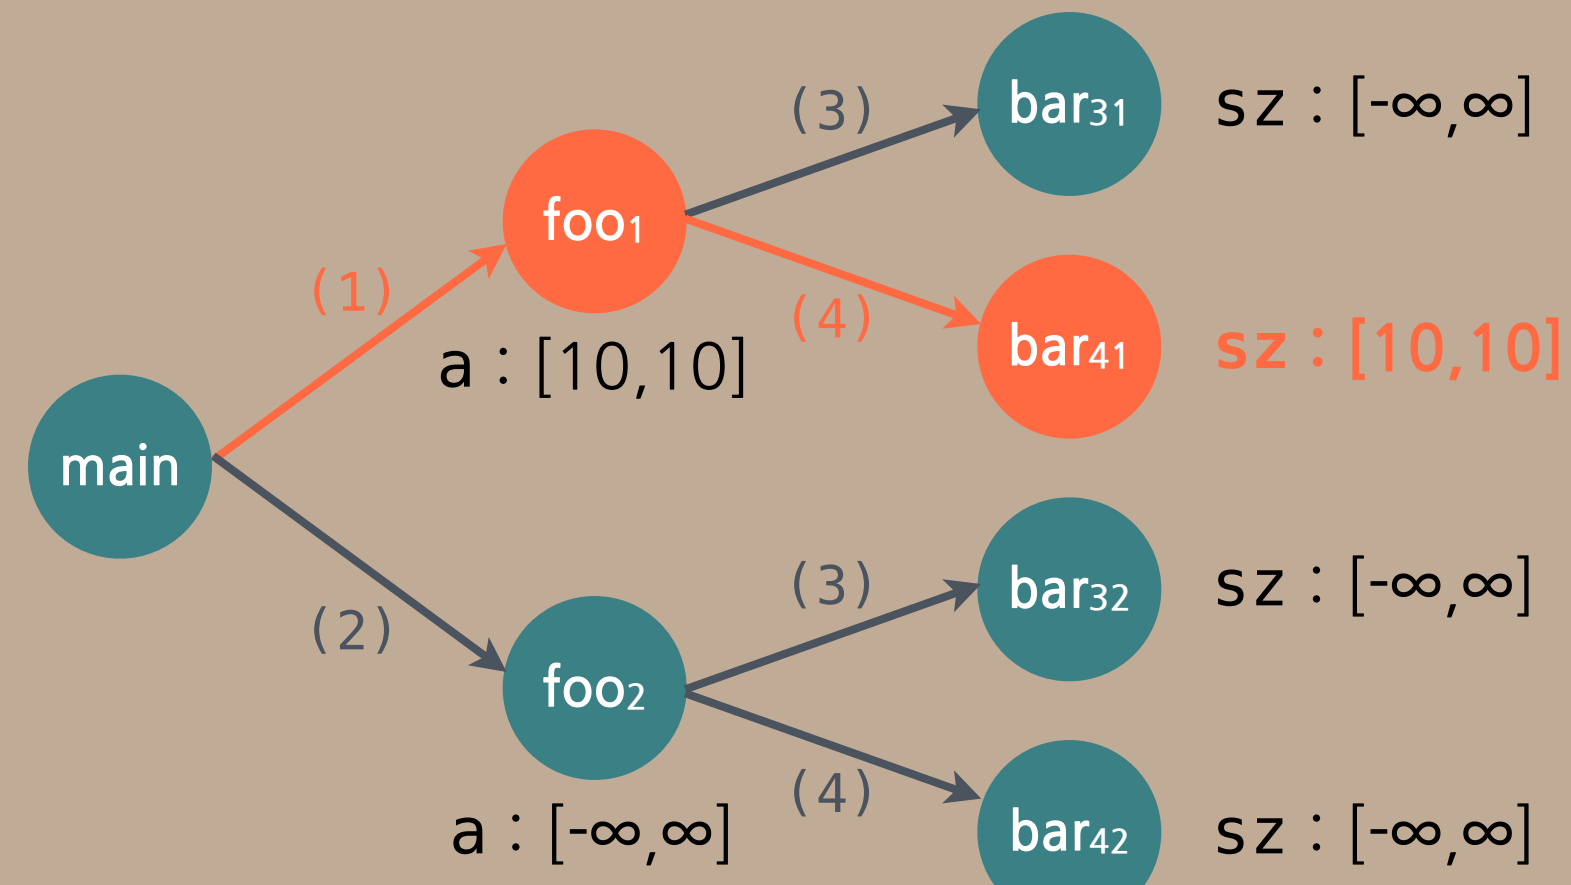 (3)
bar31
sz : [-∞,∞]
foo1
(1)
(4)
bar41
sz : [10,10]
a : [10,10]
main
(2)
(3)
bar32
sz : [-∞,∞]
foo2
(4)
bar42
sz : [-∞,∞]
a : [-∞,∞]